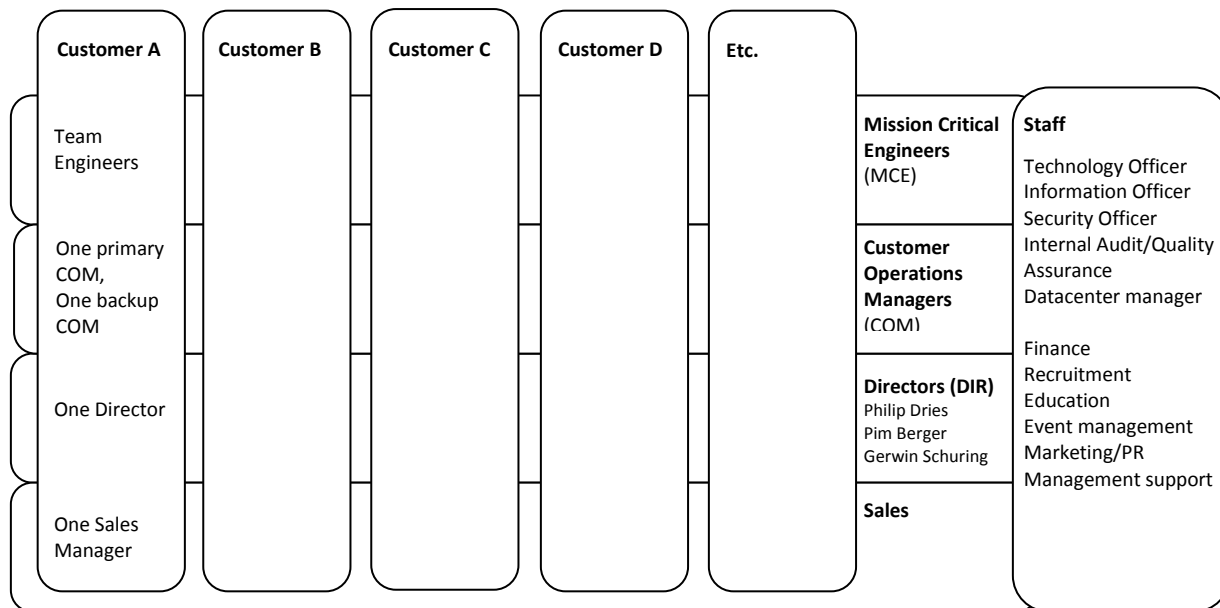 Customer A
Customer B
Customer C
Customer D
Etc.
Team
Engineers
One primary
COM,
One backup
COM
One Director
One Sales
Manager
Mission Critical
Engineers
(MCE)
Customer
Operations
Managers
(COM)
Directors (DIR)
Philip Dries
Pim Berger
Gerwin Schuring
Sales
Staff
Technology Officer
Information Officer
Security Officer
Internal Audit/Quality
Assurance
Datacenter manager
Finance
Recruitment
Education
Event management
Marketing/PR
Management support